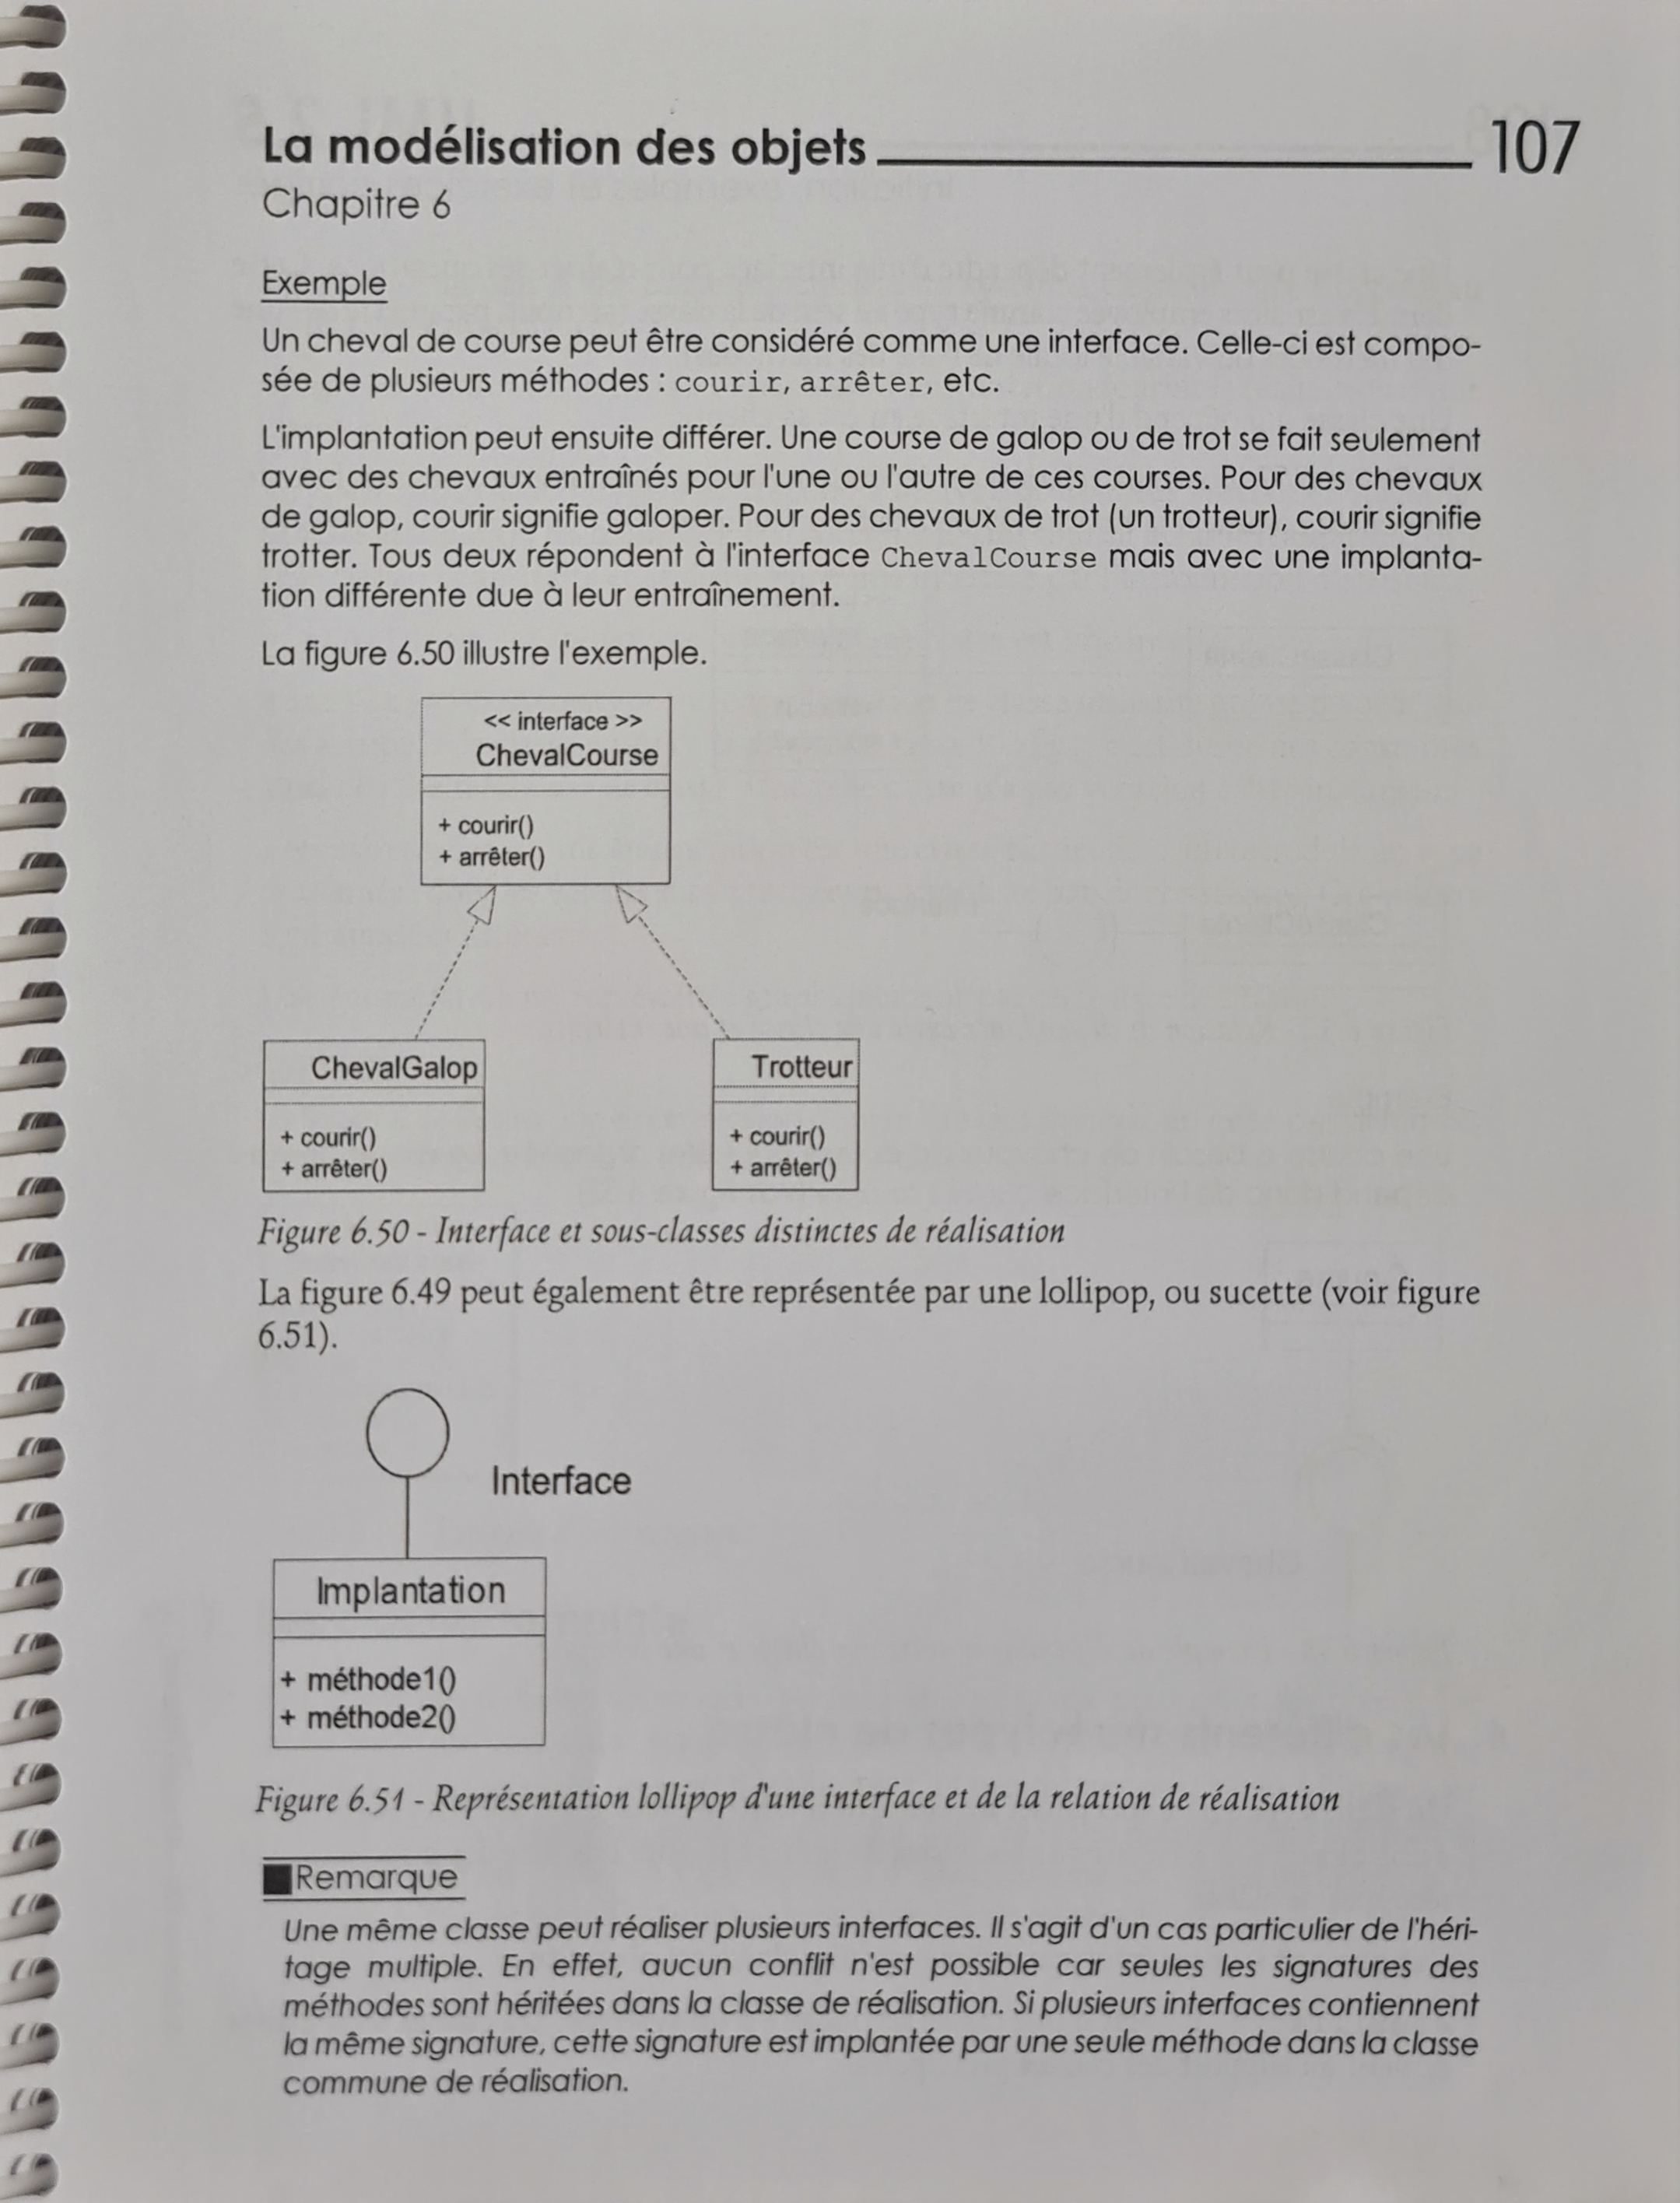 La modélisation des objets 107
Chapitre 6
Exemple
Un cheval de course peut être considéré comme une interface. Celle-ci est compo-
sée de plusieurs méthodes : courir, arrêter, etc.
L'implantation peut ensuite différer. Une course de galop ou de trot se fait seulement
avec des chevaux entraînés pour l'une ou l'autre de ces courses. Pour des chevaux
de galop, courir signifie galoper. Pour des chevaux de trot (un trotteur), courir signifie
trotter. Tous deux répondent à l'interface ChevalCourse mais avec une implanta-
tion différente due à leur entraînement.
La figure 6.50 illustre l'exemple.
<< interface >>
ChevalCourse
+ courir()
+ arrêter()
ChevalGalop
+ courir()
+ arrêter()
Trotteur
+ courir()
+ arrêter()
Figure 6.50 - Interface et sous-classes distinctes de réalisation
La figure 6.49 peut également être représentée par une lollipop, ou sucette (voir figure
6.51).
Interface
Implantation
+ méthode1()
+ méthode2()
Figure 6.51 - Représentation lollipop d'une interface et de la relation de réalisation
Remarque
Une même classe peut réaliser plusieurs interfaces. Il s'agit d'un cas particulier de l'héri-
tage multiple. En effet, aucun conflit n'est possible car seules les signatures des
méthodes sont héritées dans la classe de réalisation. Si plusieurs interfaces contiennent
la même signature, cette signature est implantée par une seule méthode dans la classe
commune de réalisation.